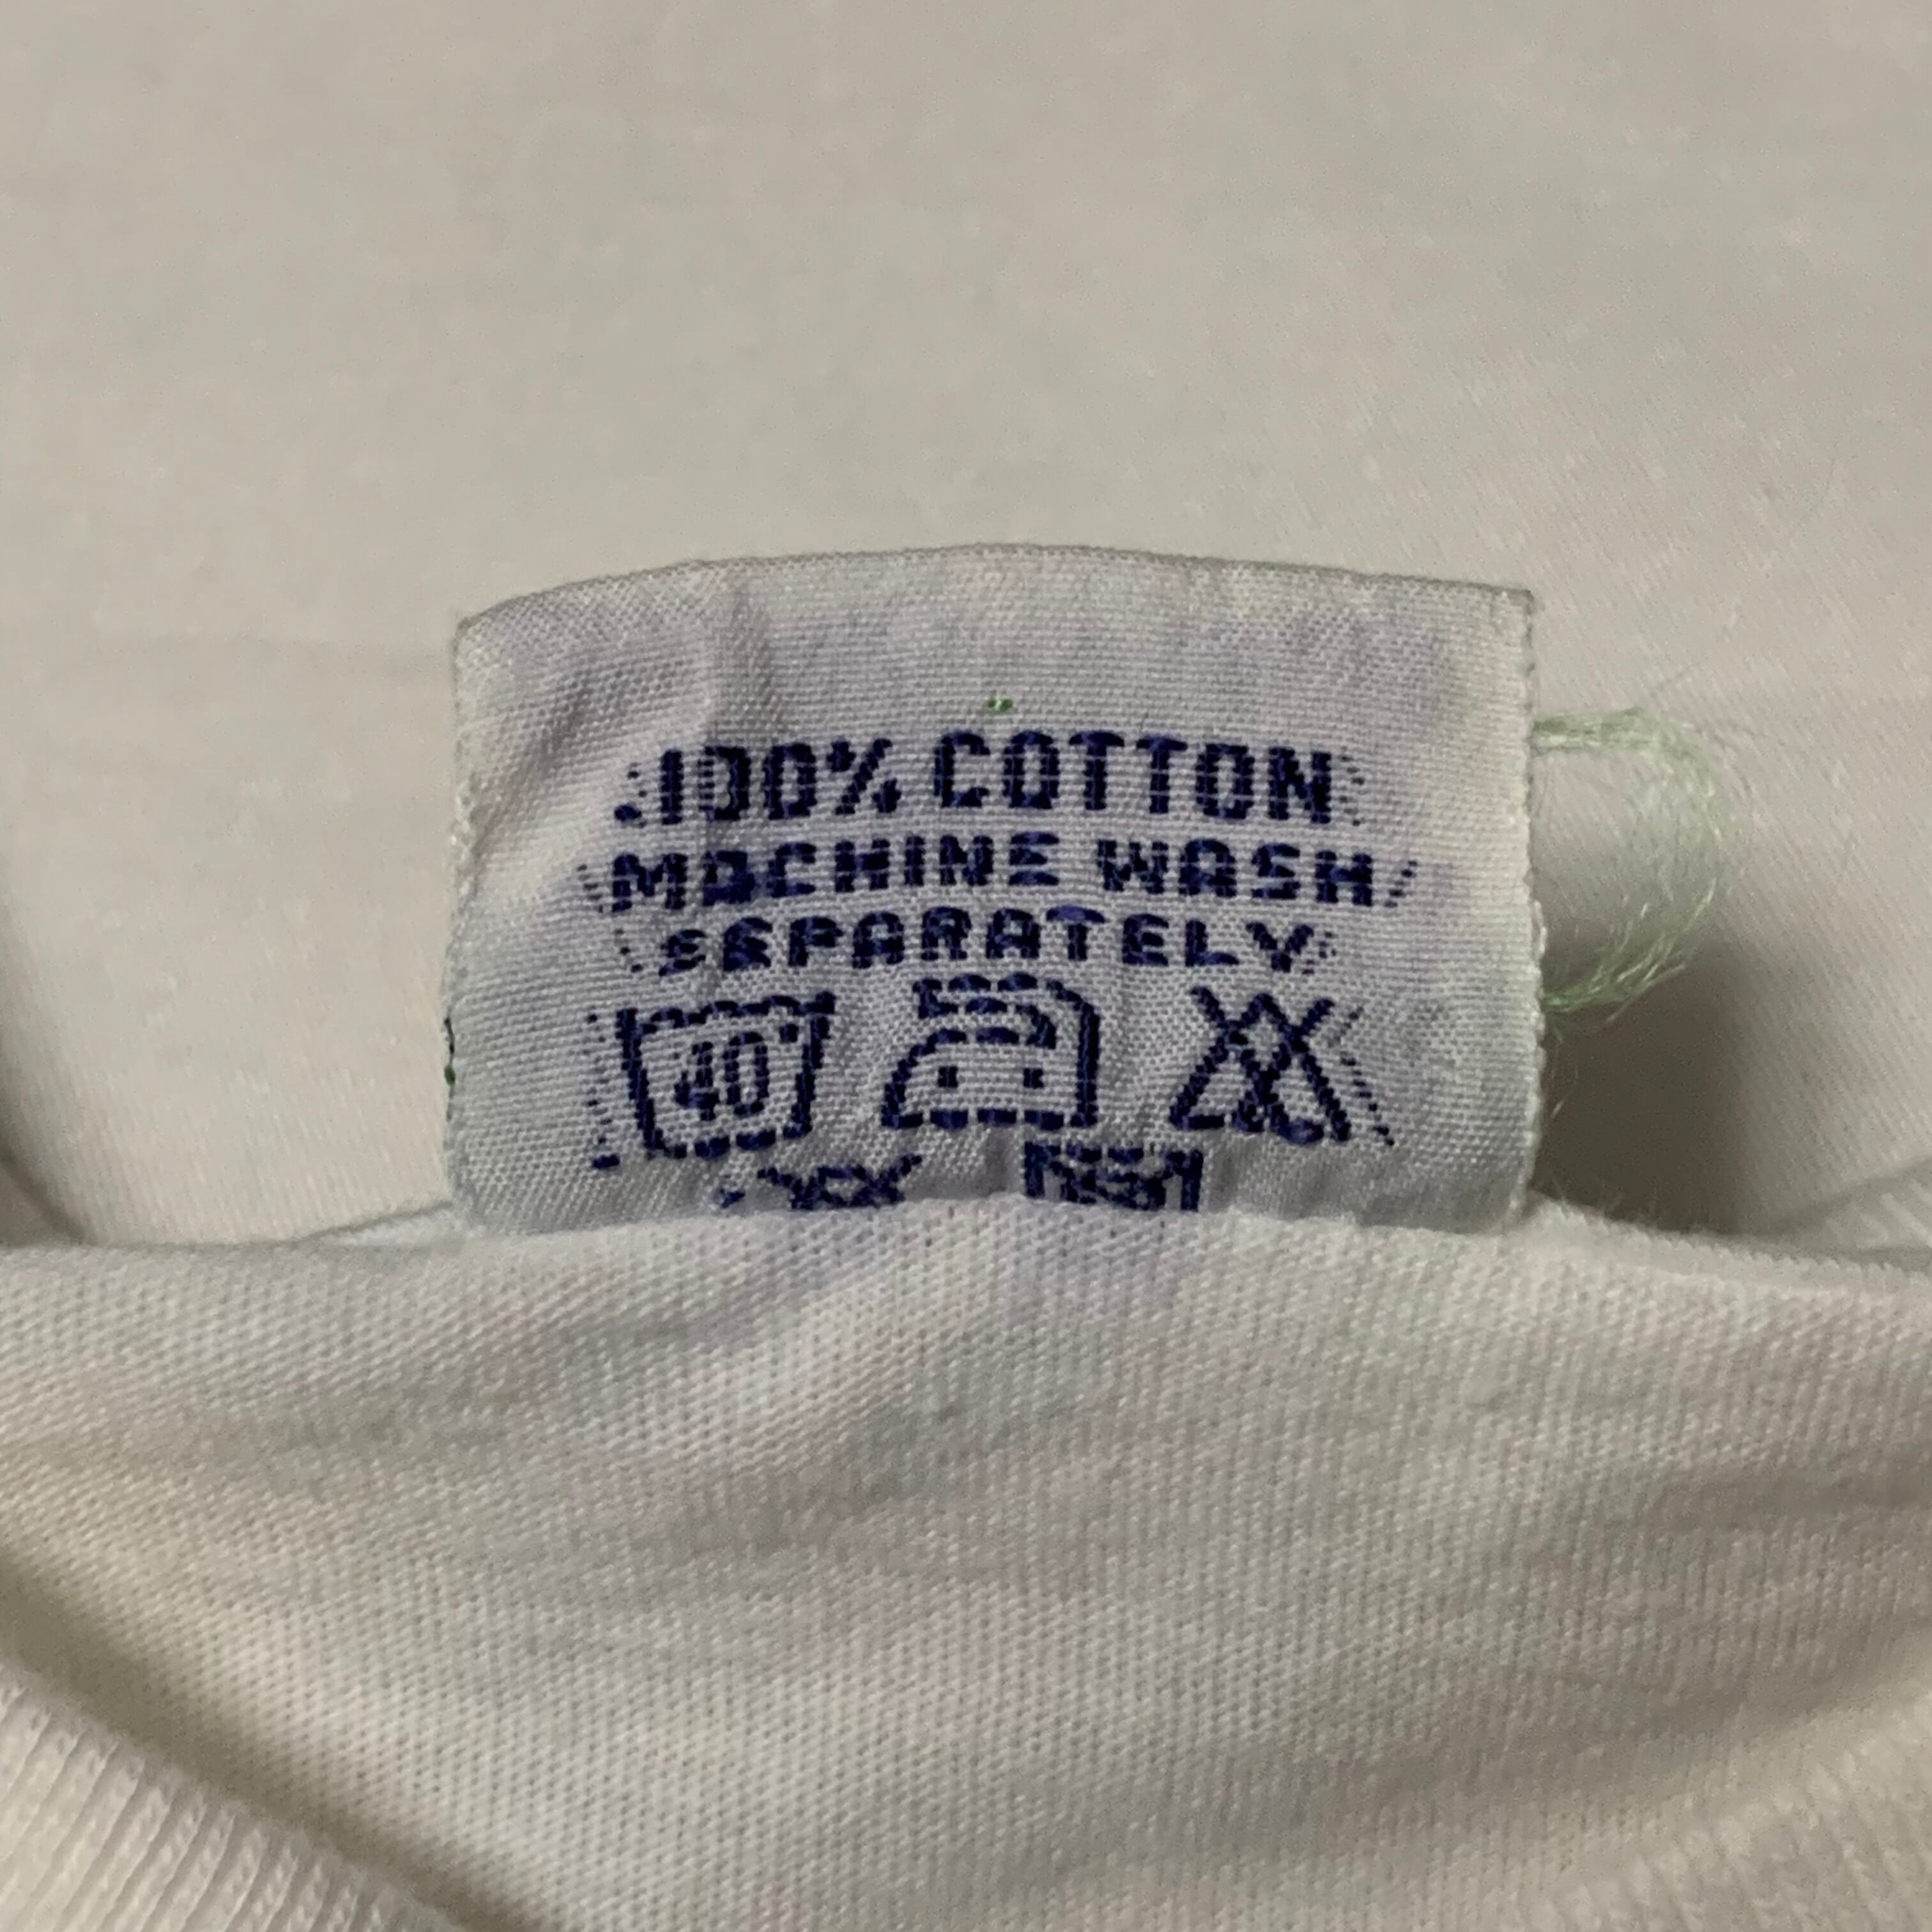 100% COTTON
MACHINE WASH
SEPARATELY
40°